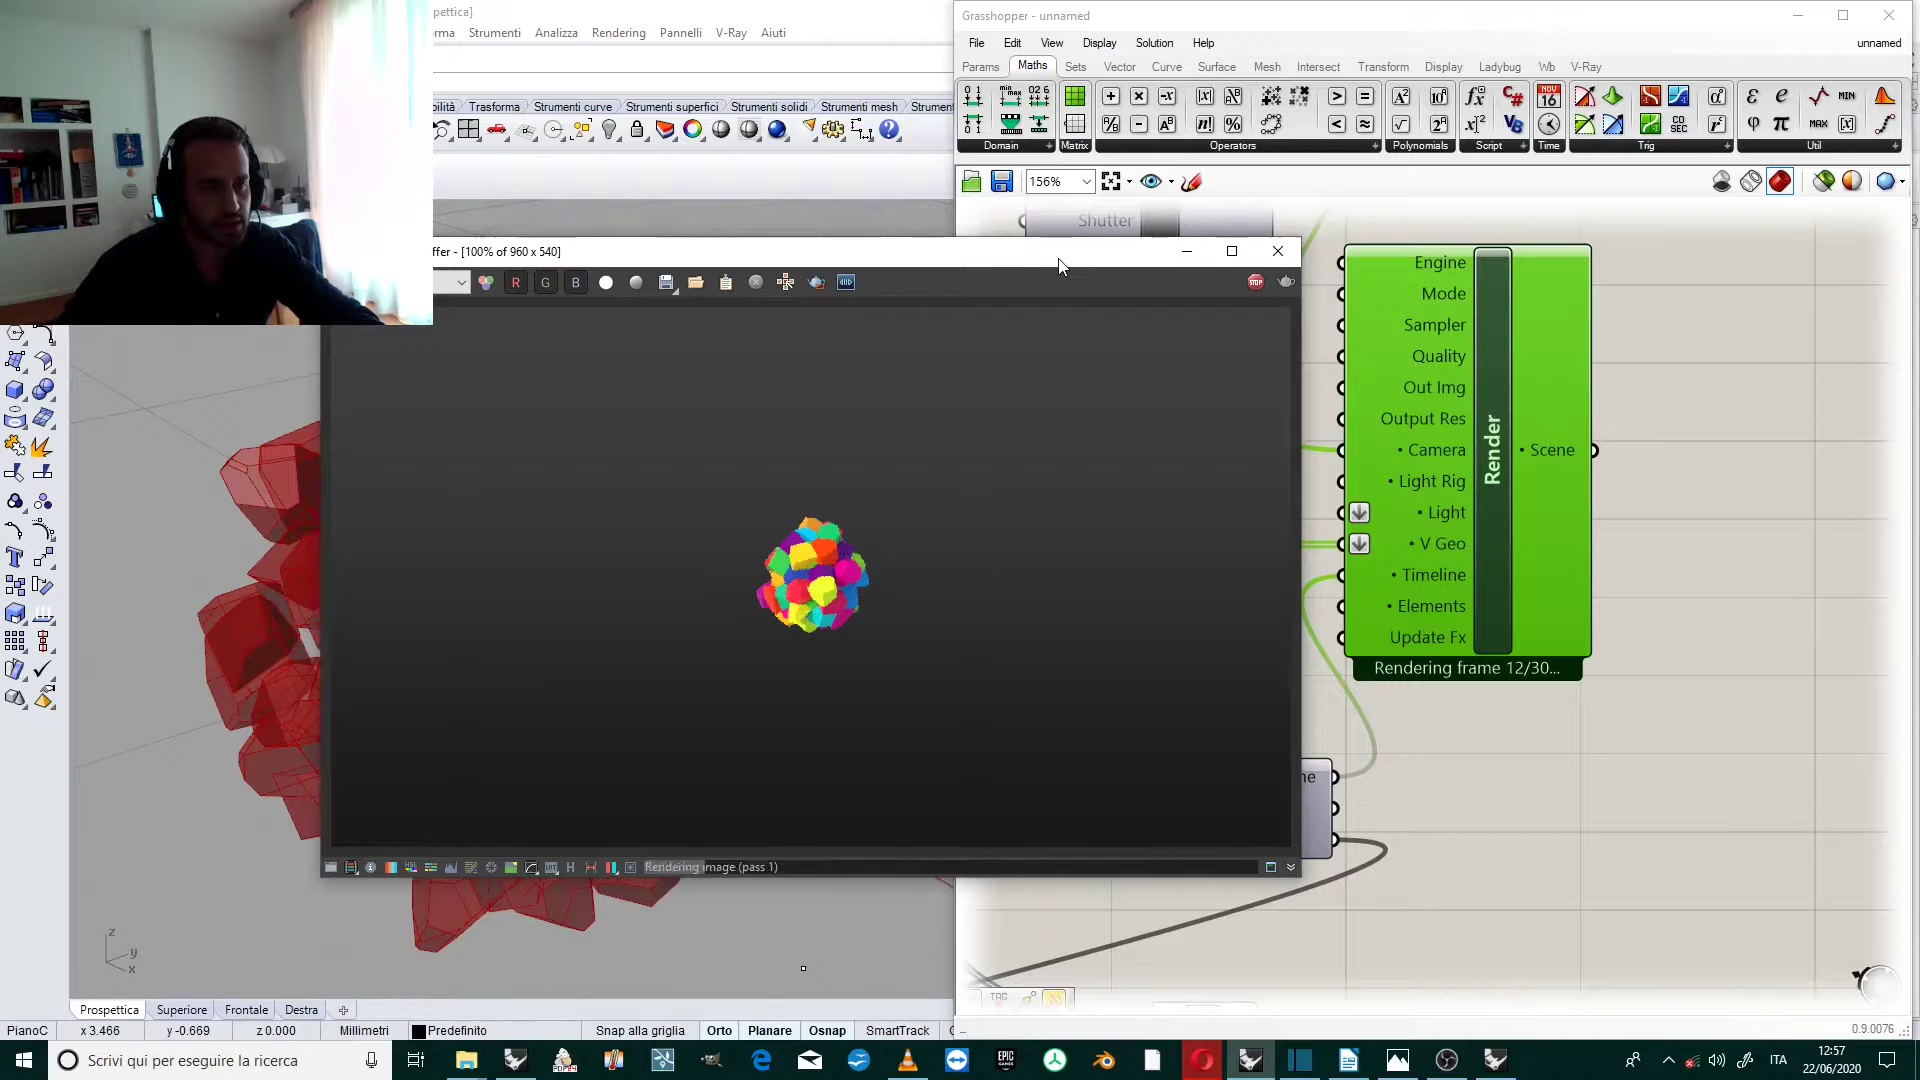 pettica]
Grasshopper - unnamed
rma Strumenti Analizza Rendering Pannelli V-Ray Aiuti
File Edit View Display Solution Help unnamed
Params Maths Sets Vector Curve Surface Mesh Intersect Transform Display Ladybug Wb V-Ray
bilità Trasforma Strumenti curve Strumenti superfici Strumenti solidi Strumenti mesh Strumen
Domain Matrix Operators Polynomials Script Time Trig Util
156%
Shutter
ffer - [100% of 960 x 540]
R G B
STOP
Engine
Mode
Sampler
Quality
Out Img
Output Res
• Camera
• Light Rig
• Light
• V Geo
• Timeline
• Elements
Update Fx
Render
• Scene
Rendering frame 12/30...
ne
Rendering image (pass 1)
z
y
x
TAG
Prospettica Superiore Frontale Destra
PianoC x 3.466 y -0.669 z 0.000 Millimetri Predefinito Snap alla griglia Orto Planare Osnap SmartTrack
0.9.0076
Scrivi qui per eseguire la ricerca
ITA
12:57
22/06/2020